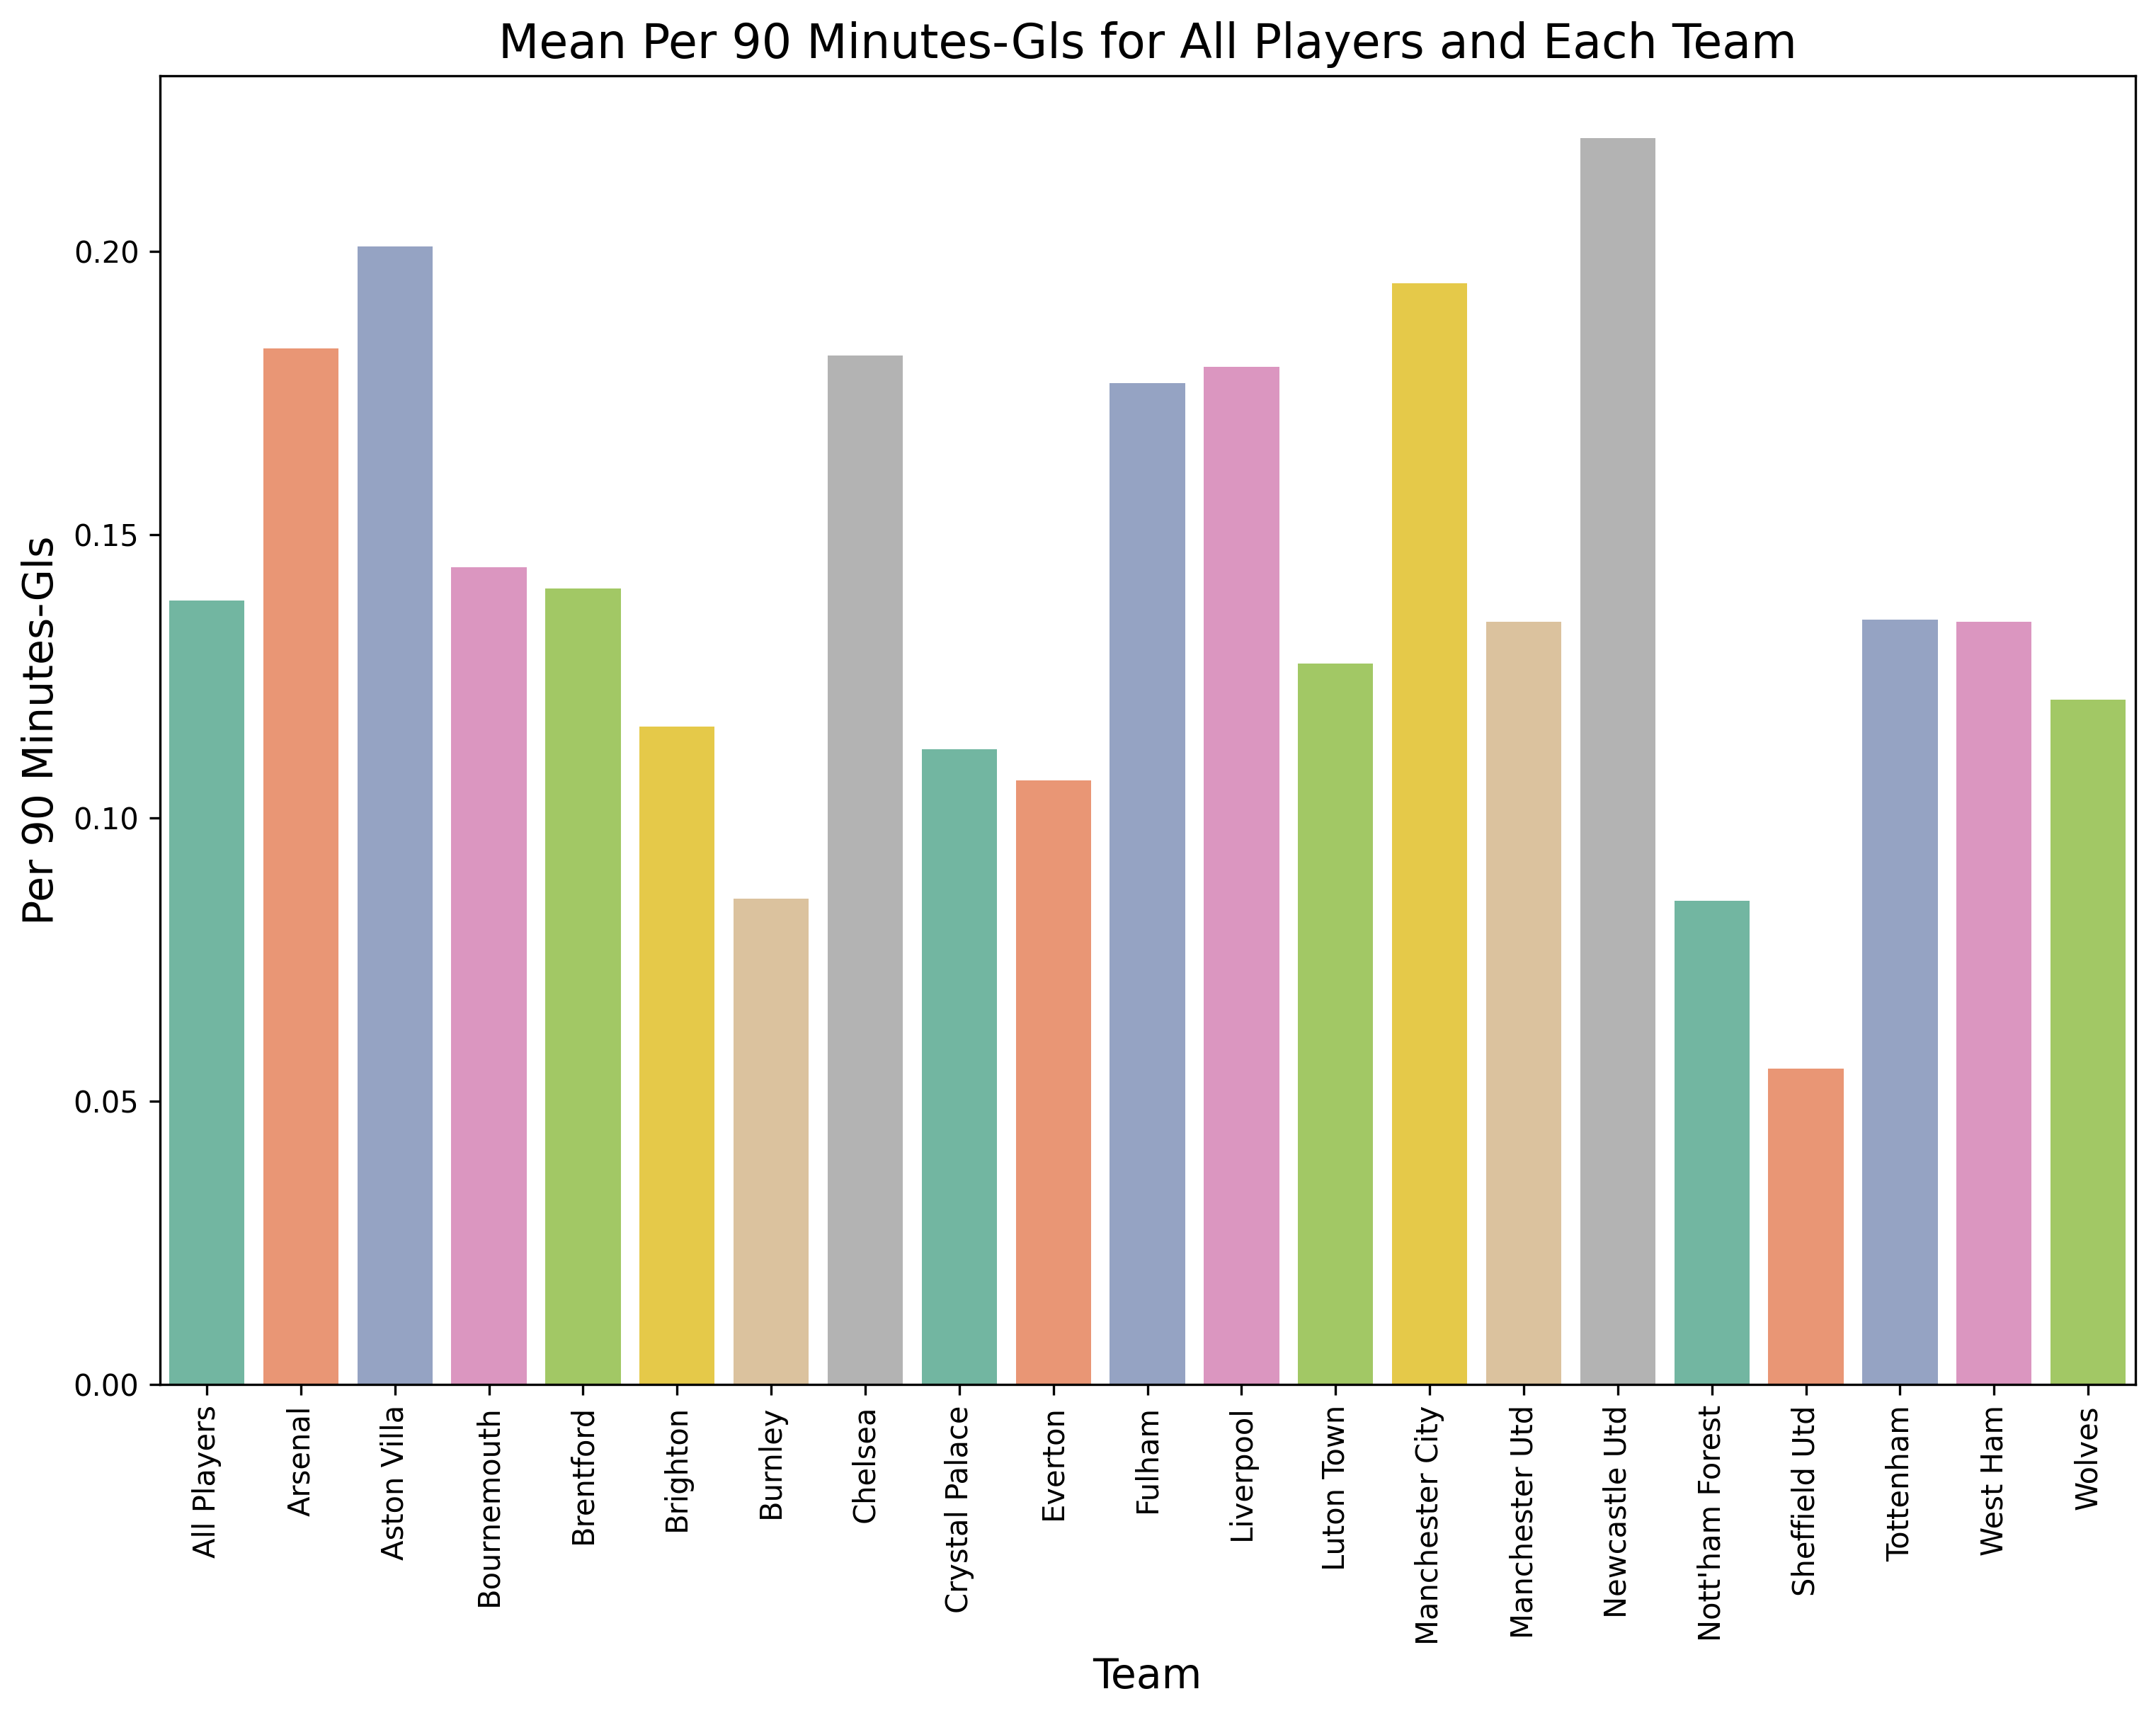 Mean Per 90 Minutes-Gls for All Players and Each Team
Per 90 Minutes-Gls
0.20
0.15
0.10
0.05
0.00
All Players
Arsenal
Aston Villa
Bournemouth
Brentford
Brighton
Burnley
Chelsea
Crystal Palace
Everton
Fulham
Liverpool
Luton Town
Manchester City
Manchester Utd
Newcastle Utd
Nott'ham Forest
Sheffield Utd
Tottenham
West Ham
Wolves
Team